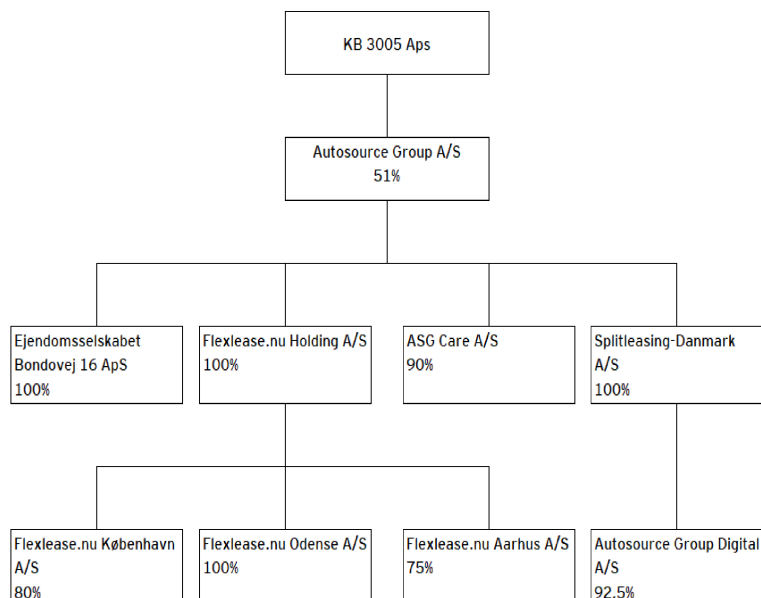 KB 3005 Aps
Autosource Group A/S
51%
Ejendomsselskabet
Bondovej 16 ApS
100%
Flexlease.nu Holding A/S
100%
ASG Care A/S
90%
Splitleasing-Danmark
A/S
100%
Flexlease.nu København
A/S
80%
Flexlease.nu Odense A/S
100%
Flexlease.nu Aarhus A/S
75%
Autosource Group Digital
A/S
92.5%